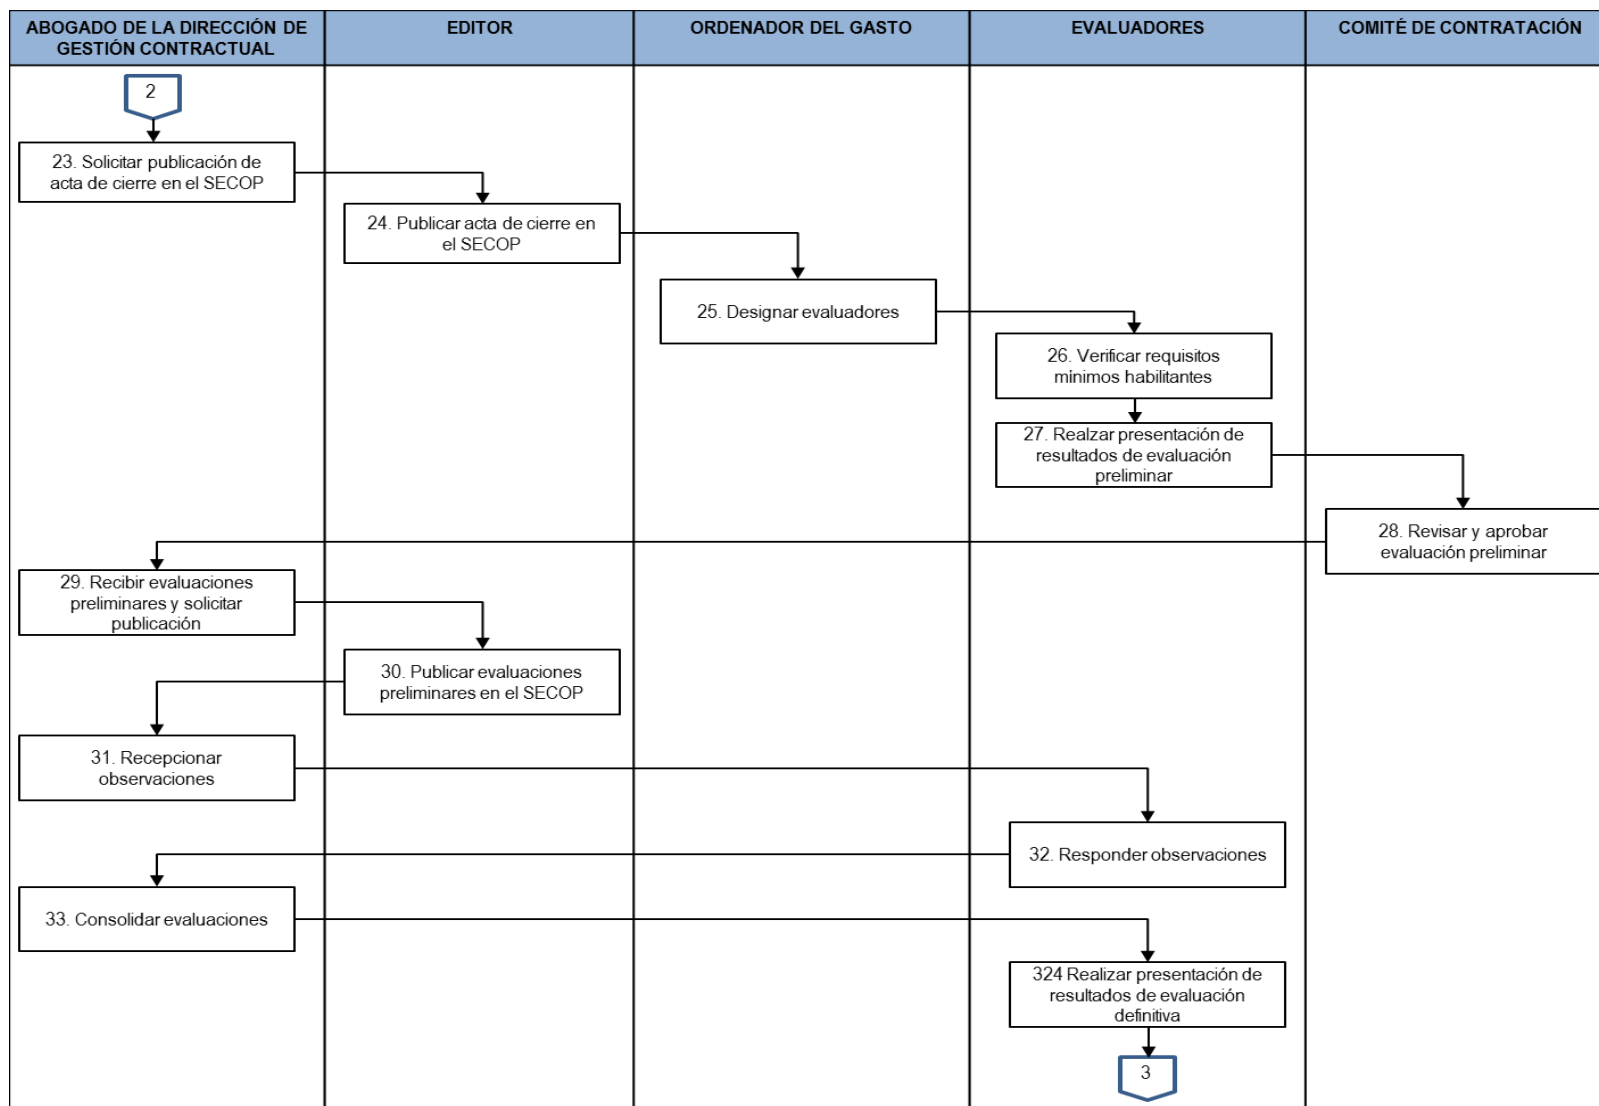 ABOGADO DE LA DIRECCIÓN DE
GESTIÓN CONTRACTUAL
EDITOR
ORDENADOR DEL GASTO
EVALUADORES
COMITÉ DE CONTRATACIÓN
2
23. Solicitar publicación de
acta de cierre en el SECOP
24. Publicar acta de cierre en
el SECOP
25. Designar evaluadores
26. Verificar requisitos
mínimos habilitantes
27. Realzar presentación de
resultados de evaluación
preliminar
28. Revisar y aprobar
evaluación preliminar
29. Recibir evaluaciones
preliminares y solicitar
publicación
30. Publicar evaluaciones
preliminares en el SECOP
31. Recepcionar
observaciones
32. Responder observaciones
33. Consolidar evaluaciones
324 Realizar presentación de
resultados de evaluación
definitiva
3